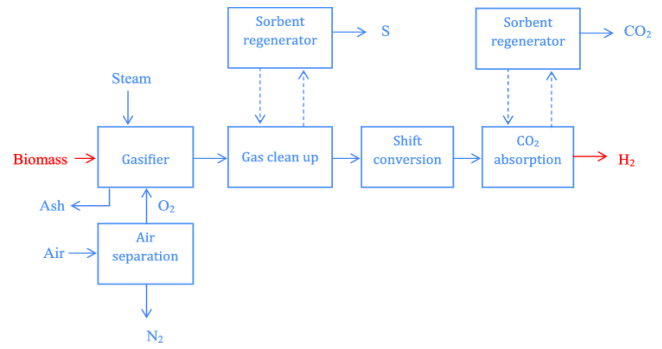 Sorbent
regenerator
S
Sorbent
regenerator
CO₂
Steam
Biomass
Gasifier
Gas clean up
Shift
conversion
CO₂
absorption
H₂
Ash
O₂
Air
Air
separation
N₂